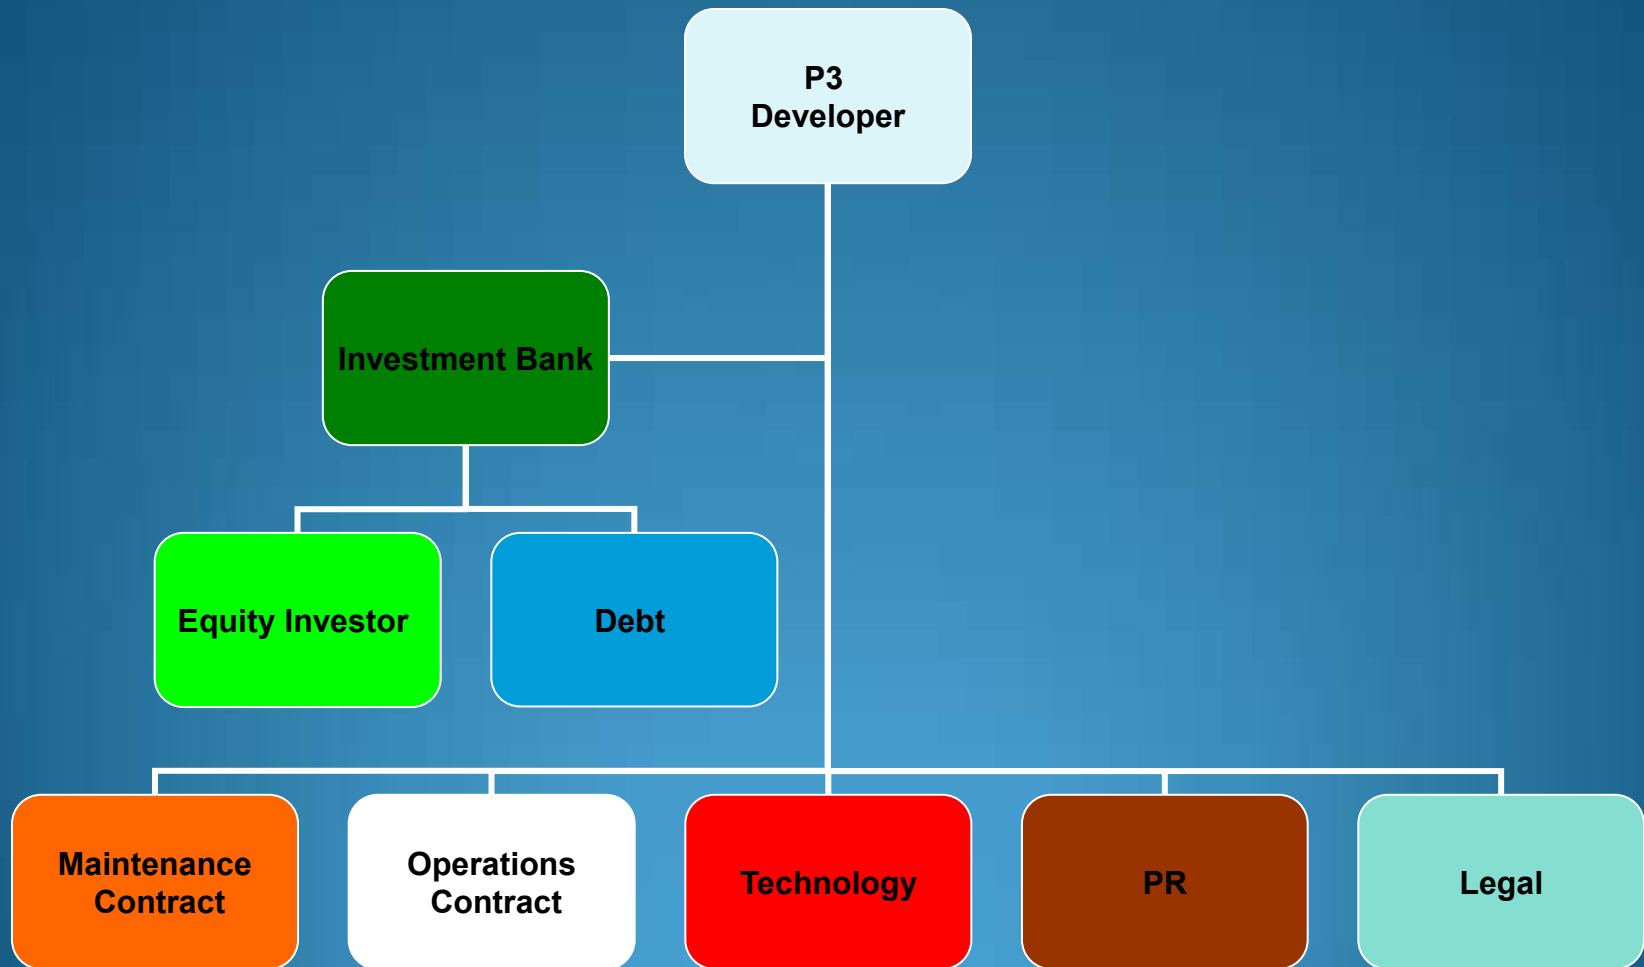 P3
Developer
Investment Bank
Equity Investor
Debt
Maintenance
Contract
Operations
Contract
Technology
PR
Legal